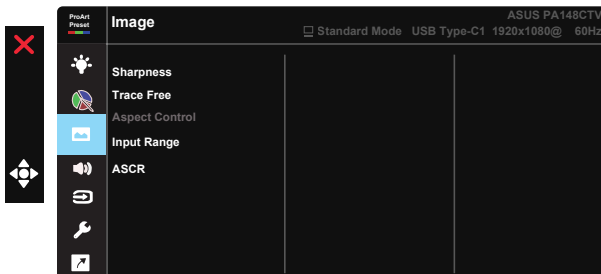 ProArt
Preset
Image
ASUS PA148CTV
Standard Mode USB Type-C1 1920x1080@ 60Hz
Sharpness
Trace Free
Aspect Control
Input Range
ASCR